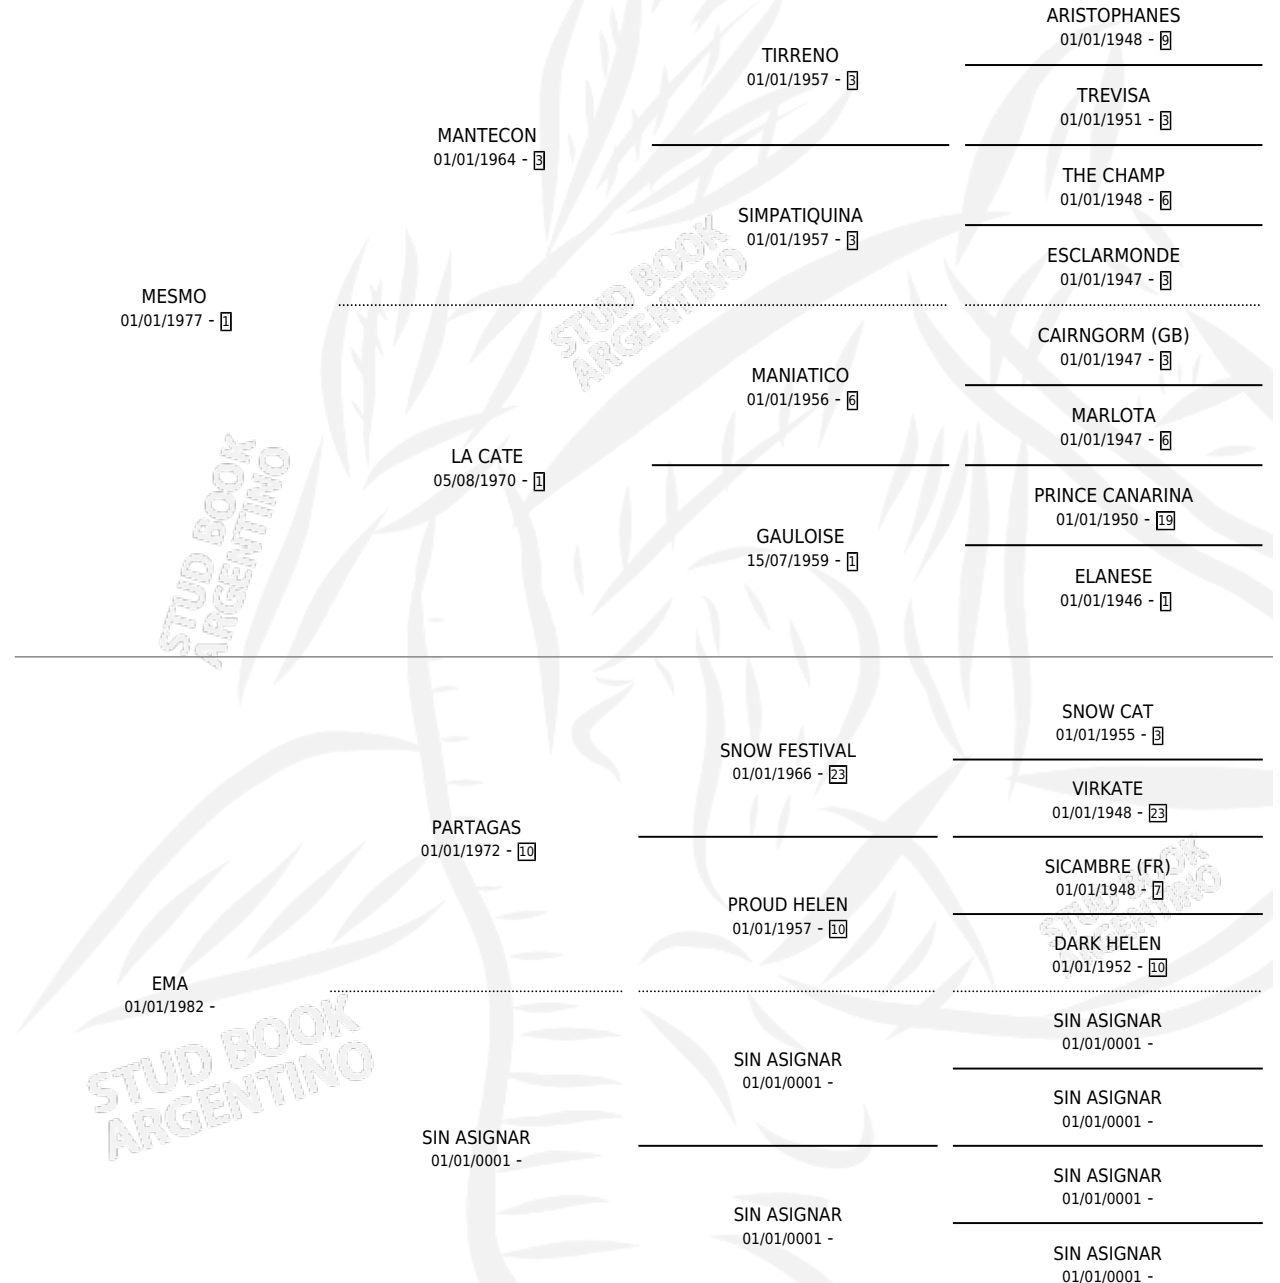 ARISTOPHANES
01/01/1948 - 9
TIRRENO
01/01/1957 - 3
TREVISA
01/01/1951 - 3
MANTECON
01/01/1964 - 3
THE CHAMP
01/01/1948 - 6
SIMPATIQUINA
01/01/1957 - 3
ESCLARMONDE
01/01/1947 - 3
MESMO
01/01/1977 - 1
STUD BOOK
ARGENTINO
CAIRNGORM (GB)
01/01/1947 - 3
MANIATICO
01/01/1956 - 6
MARLOTA
01/01/1947 - 6
LA CATE
05/08/1970 - 1
PRINCE CANARINA
01/01/1950 - 19
GAULOISE
15/07/1959 - 1
ELANESE
01/01/1946 - 1
STUD BOOK
ARGENTINO
SNOW CAT
01/01/1955 - 3
SNOW FESTIVAL
01/01/1966 - 23
VIRKATE
01/01/1948 - 23
PARTAGAS
01/01/1972 - 10
SICAMBRE (FR)
01/01/1948 - 7
PROUD HELEN
01/01/1957 - 10
STUD BOOK
ARGENTINO
DARK HELEN
01/01/1952 - 10
EMA
01/01/1982 -
SIN ASIGNAR
01/01/0001 -
SIN ASIGNAR
01/01/0001 -
STUD BOOK
ARGENTINO
SIN ASIGNAR
01/01/0001 -
SIN ASIGNAR
01/01/0001 -
SIN ASIGNAR
01/01/0001 -
SIN ASIGNAR
01/01/0001 -
SIN ASIGNAR
01/01/0001 -